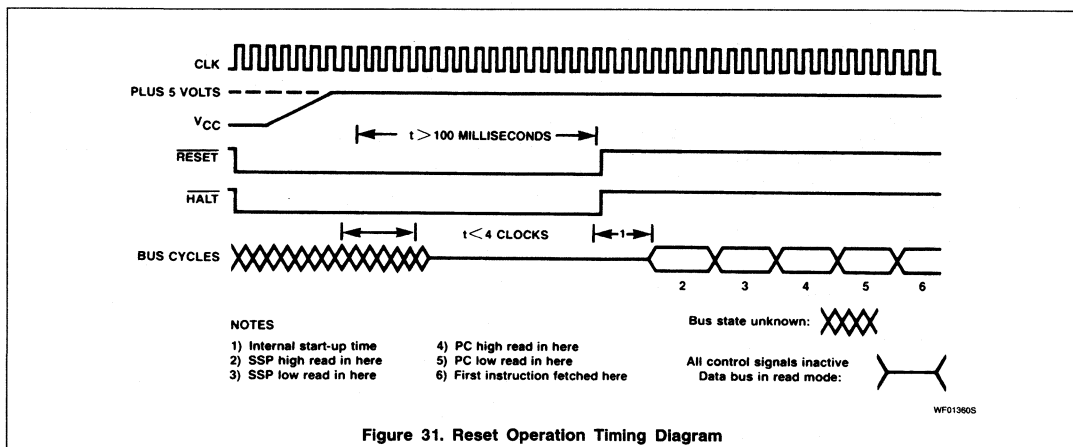 CLK
PLUS 5 VOLTS
VCC
t > 100 MILLISECONDS
RESET
HALT
t < 4 CLOCKS
1
BUS CYCLES
2 3 4 5 6
NOTES
1) Internal start-up time
2) SSP high read in here
3) SSP low read in here
4) PC high read in here
5) PC low read in here
6) First instruction fetched here
Bus state unknown:
All control signals inactive
Data bus in read mode:
WF01360S
Figure 31. Reset Operation Timing Diagram